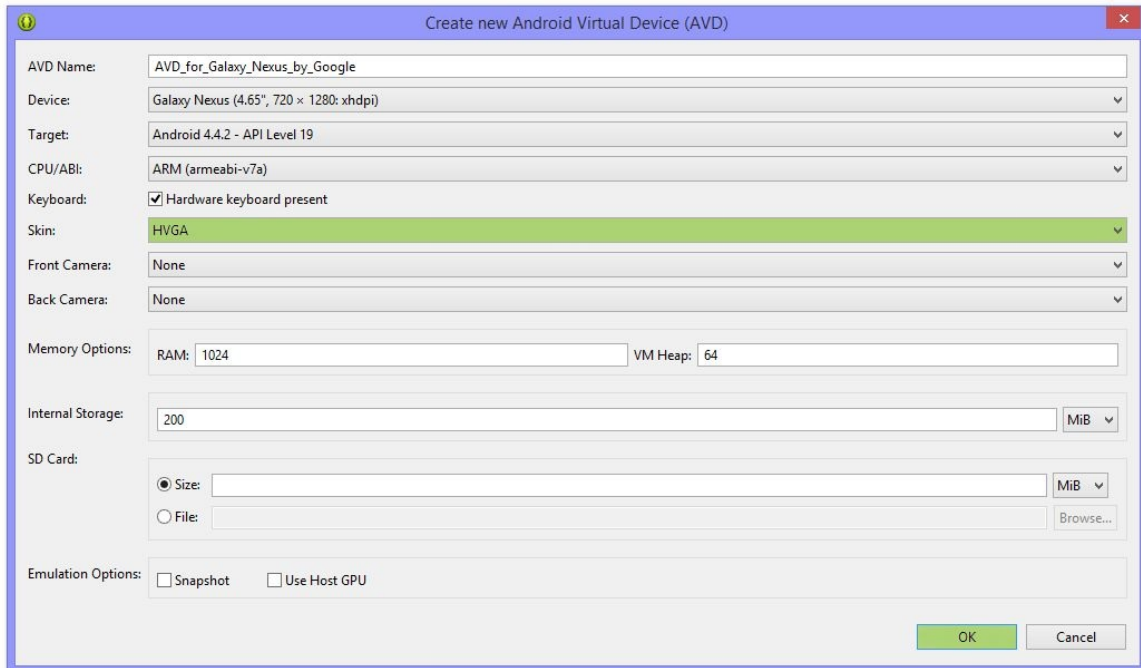 Create new Android Virtual Device (AVD)
AVD Name: AVD_for_Galaxy_Nexus_by_Google
Device: Galaxy Nexus (4.65", 720 × 1280: xhdpi)
Target: Android 4.4.2 - API Level 19
CPU/ABI: ARM (armeabi-v7a)
Keyboard: Hardware keyboard present
Skin: HVGA
Front Camera: None
Back Camera: None
Memory Options: RAM: 1024 VM Heap: 64
Internal Storage: 200 MiB
SD Card:
Size: MiB
File: Browse...
Emulation Options: Snapshot Use Host GPU
OK Cancel